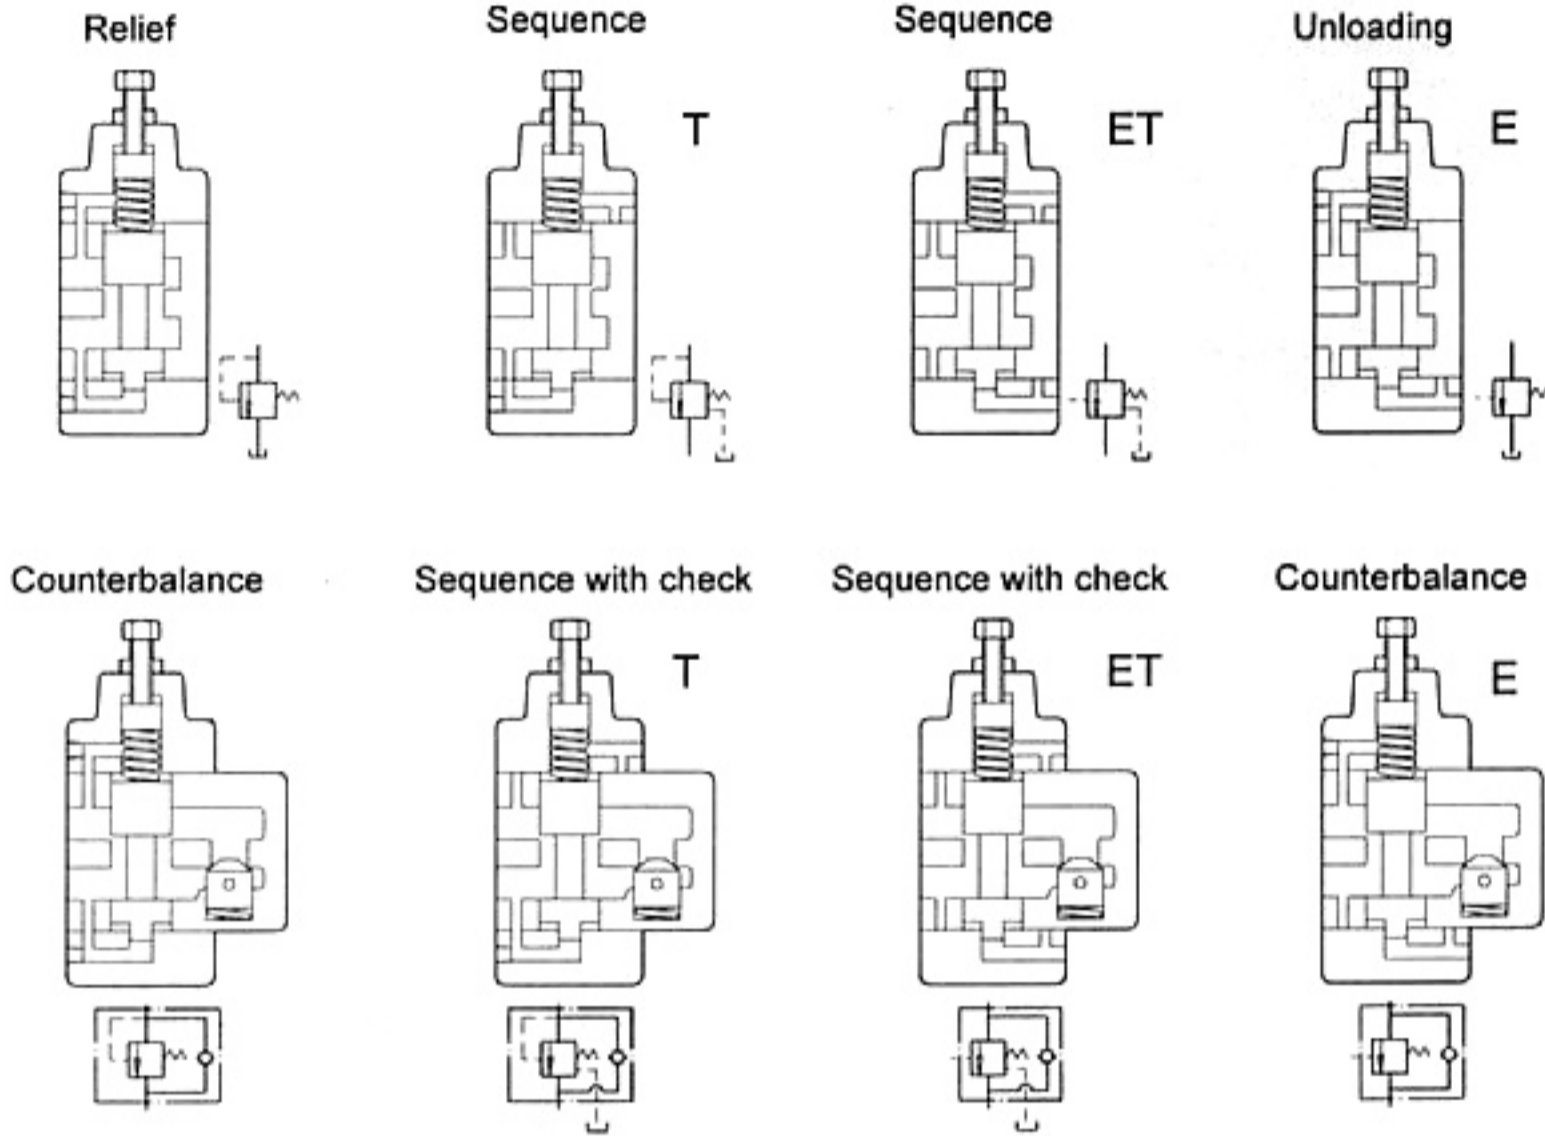 Relief
Sequence
Sequence
Unloading
T
ET
E
Counterbalance
Sequence with check
Sequence with check
Counterbalance
T
ET
E